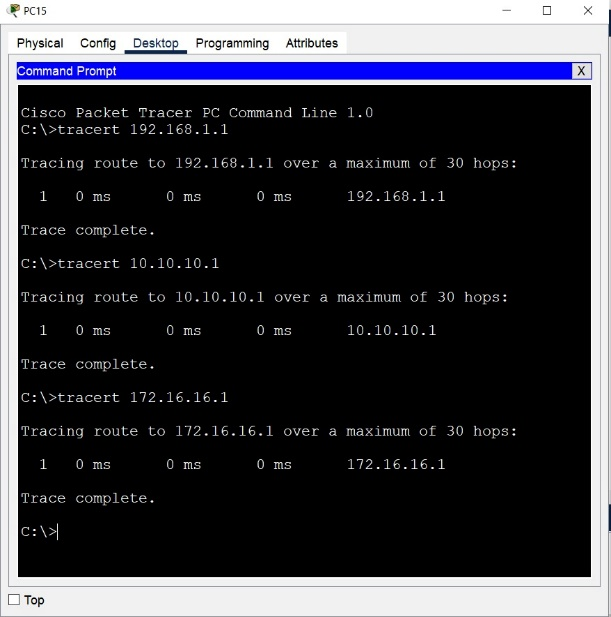 PC15
Physical Config Desktop Programming Attributes
Command Prompt
X
Cisco Packet Tracer PC Command Line 1.0
C:\>tracert 192.168.1.1
Tracing route to 192.168.1.1 over a maximum of 30 hops:
1 0 ms 0 ms 0 ms 192.168.1.1
Trace complete.
C:\>tracert 10.10.10.1
Tracing route to 10.10.10.1 over a maximum of 30 hops:
1 0 ms 0 ms 0 ms 10.10.10.1
Trace complete.
C:\>tracert 172.16.16.1
Tracing route to 172.16.16.1 over a maximum of 30 hops:
1 0 ms 0 ms 0 ms 172.16.16.1
Trace complete.
C:\>
Top